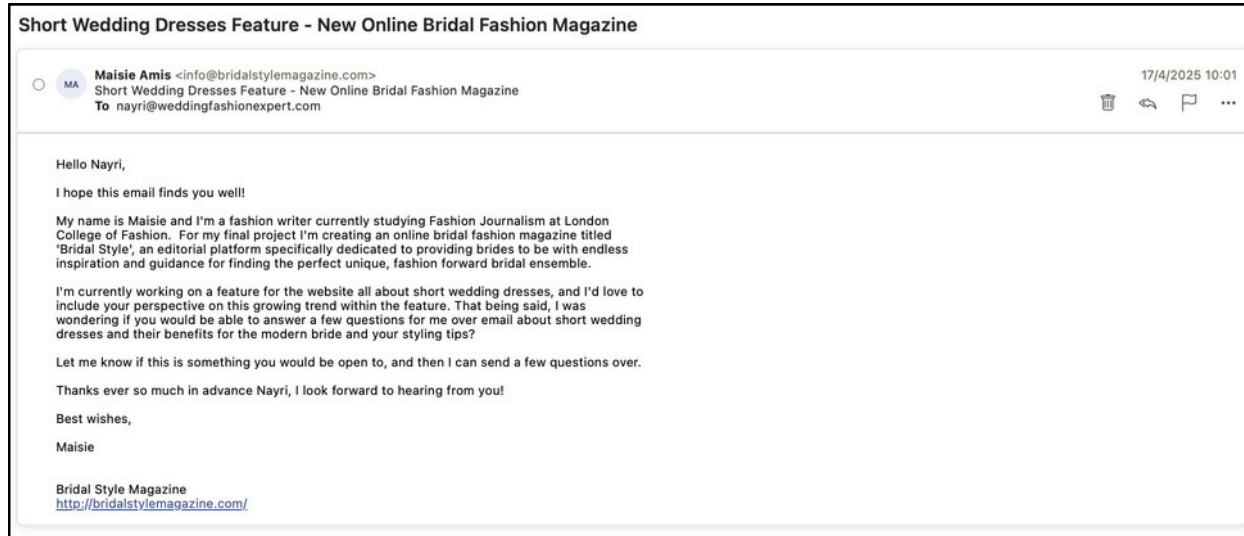 Short Wedding Dresses Feature - New Online Bridal Fashion Magazine
MA
Maisie Amis <info@bridalstylemagazine.com>
Short Wedding Dresses Feature - New Online Bridal Fashion Magazine
To nayri@weddingfashionexpert.com
17/4/2025 10:01
Hello Nayri,
I hope this email finds you well!
My name is Maisie and I'm a fashion writer currently studying Fashion Journalism at London
College of Fashion.  For my final project I'm creating an online bridal fashion magazine titled
'Bridal Style', an editorial platform specifically dedicated to providing brides to be with endless
inspiration and guidance for finding the perfect unique, fashion forward bridal ensemble.
I'm currently working on a feature for the website all about short wedding dresses, and I'd love to
include your perspective on this growing trend within the feature. That being said, I was
wondering if you would be able to answer a few questions for me over email about short wedding
dresses and their benefits for the modern bride and your styling tips?
Let me know if this is something you would be open to, and then I can send a few questions over.
Thanks ever so much in advance Nayri, I look forward to hearing from you!
Best wishes,
Maisie
Bridal Style Magazine
http://bridalstylemagazine.com/